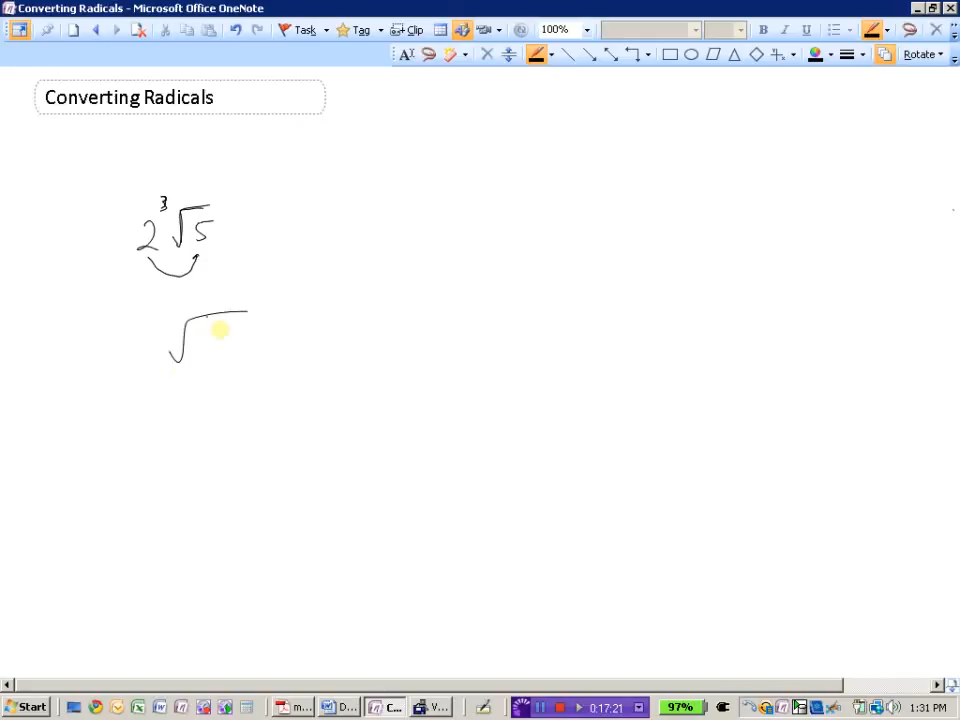 Converting Radicals - Microsoft Office OneNote
Task Tag Clip 100% B I U
A Rotate
Converting Radicals
2 ∛5
√
Start m... D... C... V... 0:17:21 97% 1:31 PM